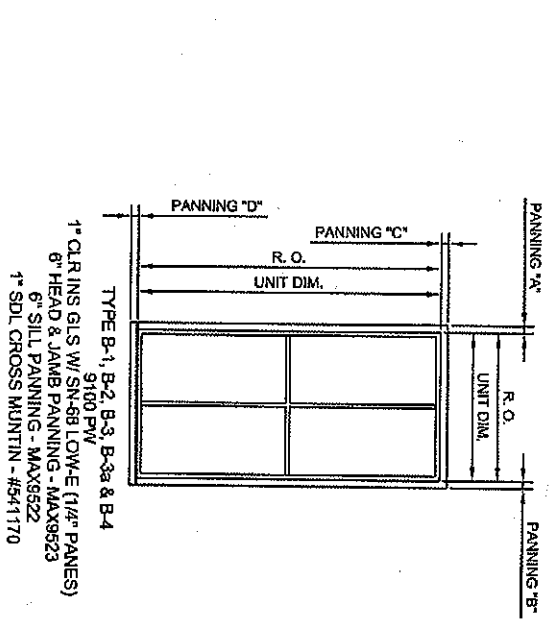 PANNING "A"
R. O.
UNIT DIM.
PANNING "B"
PANNING "C"
PANNING "D"
R. O.
UNIT DIM.
TYPE B-1, B-2, B-3, B-3a & B-4
9100 PW
1" CLR INS GLS W/ SN-68 LOW-E (1/4" PANES)
6" HEAD & JAMB PANNING - MAX9523
6" SILL PANNING - MAX9522
1" SDL CROSS MUNTIN - #541170